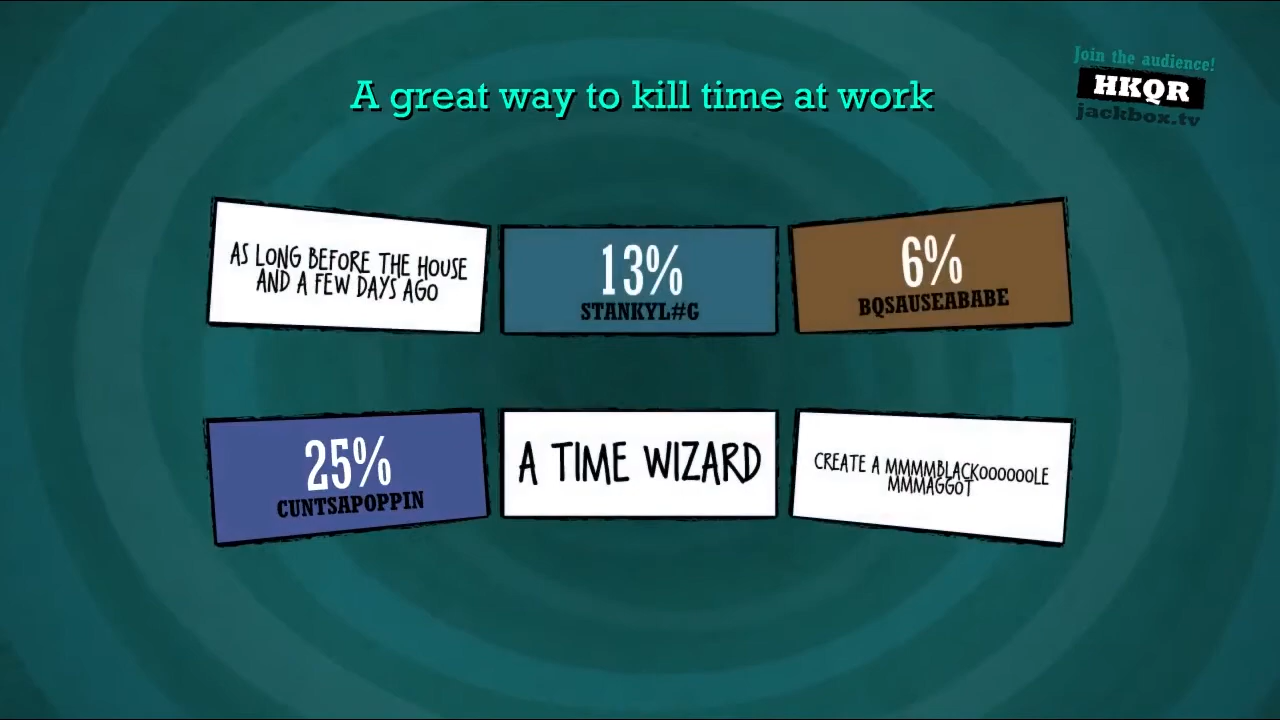 Join the audience!
HKQR
jackbox.tv
A great way to kill time at work
AS LONG BEFORE THE HOUSE
AND A FEW DAYS AGO
13%
STANKYL#G
6%
BQSAUSEABABE
25%
CUNTSAPOPPIN
A TIME WIZARD
CREATE A MMMMBLACKOOOOOOLE
MMMAGGOT